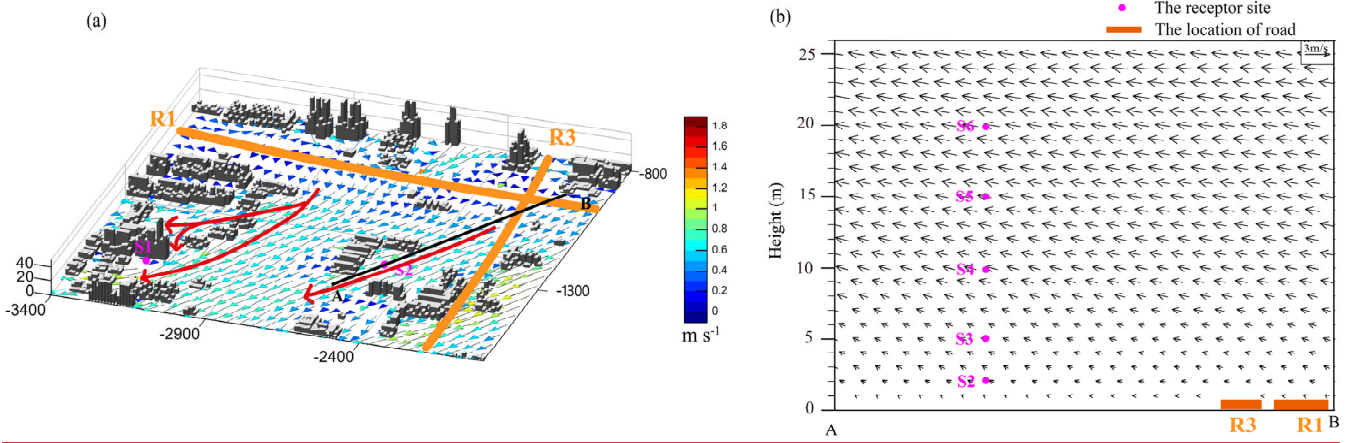 (a)
R1
R3
-800
B
S1
S2
A
40
20
0
-3400
-2900
-2400
-1300
1.8
1.6
1.4
1.2
1
0.8
0.6
0.4
0.2
0
m s-1
(b)
The receptor site
The location of road
3m/s
25
20
15
10
5
0
Height (m)
S6
S5
S4
S3
S2
R3
R1
A
B